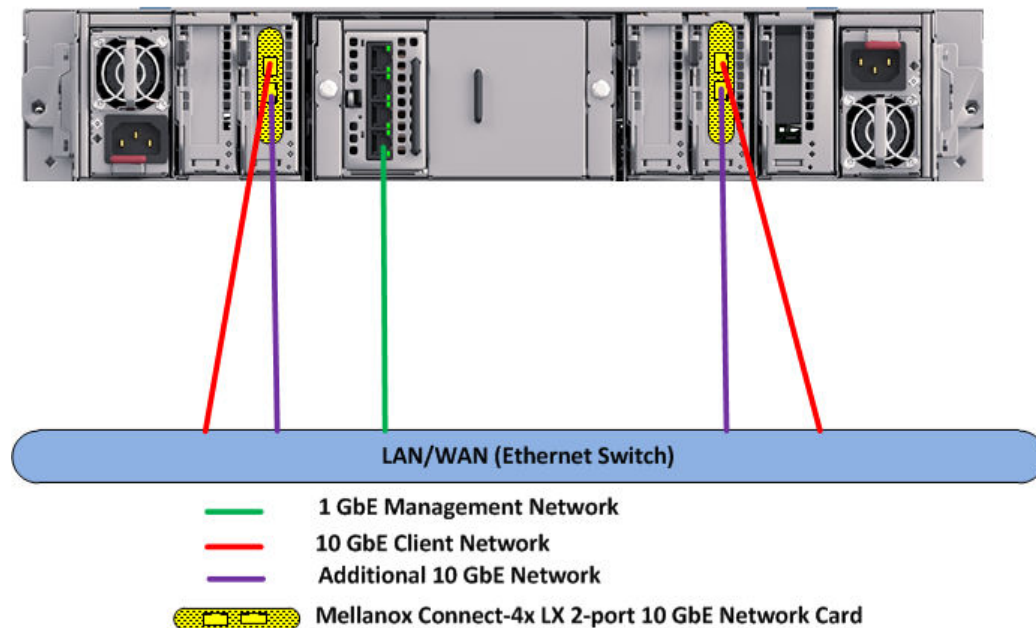 LAN/WAN (Ethernet Switch)
1 GbE Management Network
10 GbE Client Network
Additional 10 GbE Network
Mellanox Connect-4x LX 2-port 10 GbE Network Card